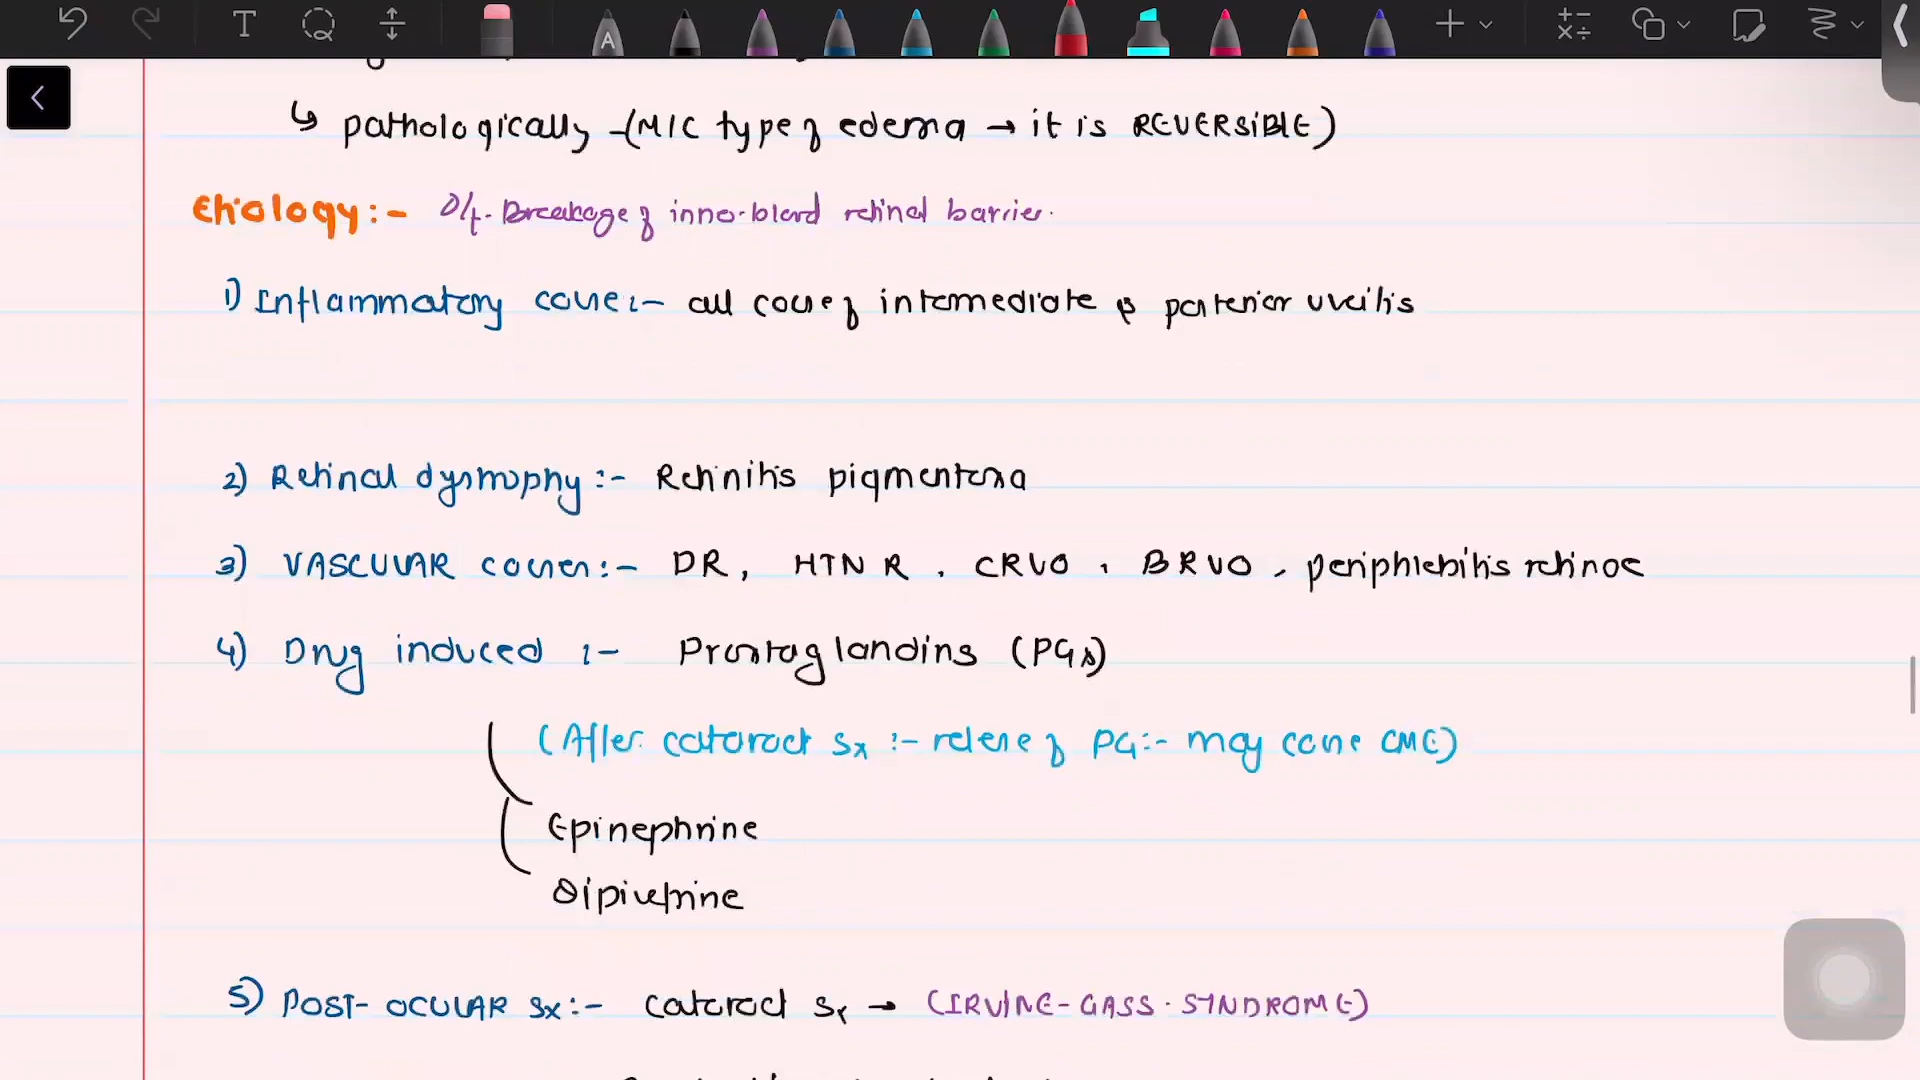 ↳ pathologically -(M/C type of edema → it is REVERSIBLE)
Etiology:- D/t. Breakage of inner-blood retinal barrier.
1) Inflammatory cause:- all cause of intermediate & posterior uveitis
2) Retinal dystrophy:- Retinitis pigmentosa
3) VASCULAR causes:- DR, HTN R, CRVO, BRVO, periphlebitis retinae
4) Drug induced :- Prostaglandins (PGs)
(After cataract Sx :- release of PG:- may cause CME)
Epinephrine
Dipivefrine
5) POST-OCULAR Sx:- cataract Sx → (IRVINE-GASS-SYNDROME)